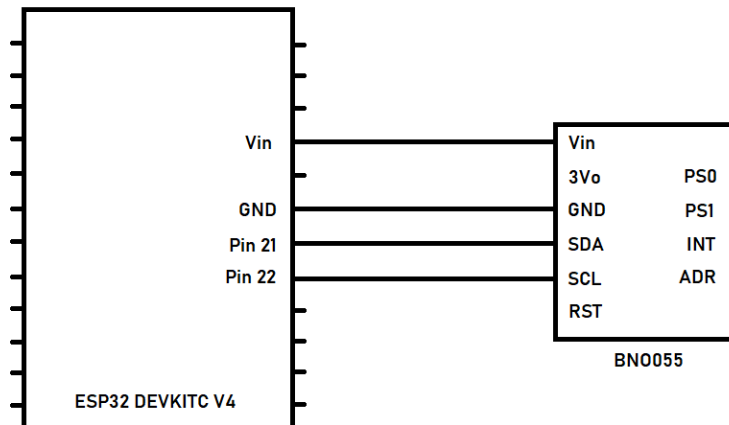 Vin
GND
Pin 21
Pin 22
ESP32 DEVKITC V4
Vin
3Vo PS0
GND PS1
SDA INT
SCL ADR
RST
BNO055